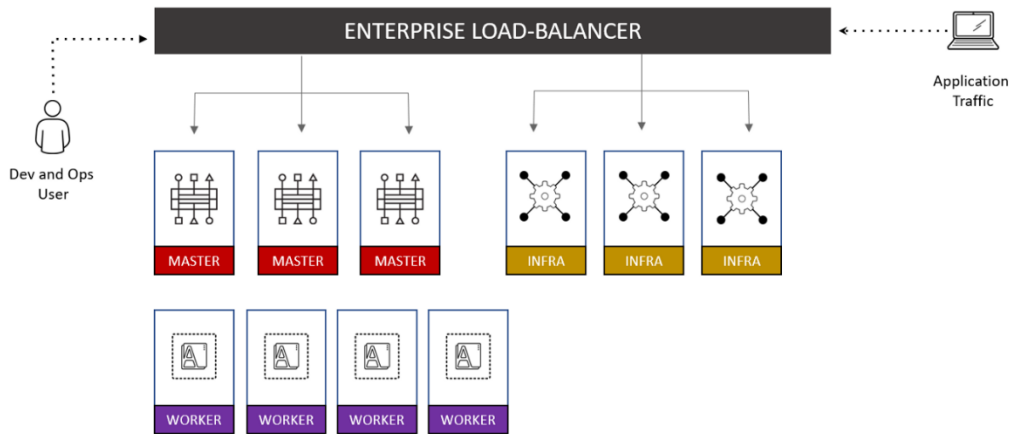 ENTERPRISE LOAD-BALANCER
Application
Traffic
Dev and Ops
User
MASTER
MASTER
MASTER
INFRA
INFRA
INFRA
A
A
A
A
WORKER
WORKER
WORKER
WORKER